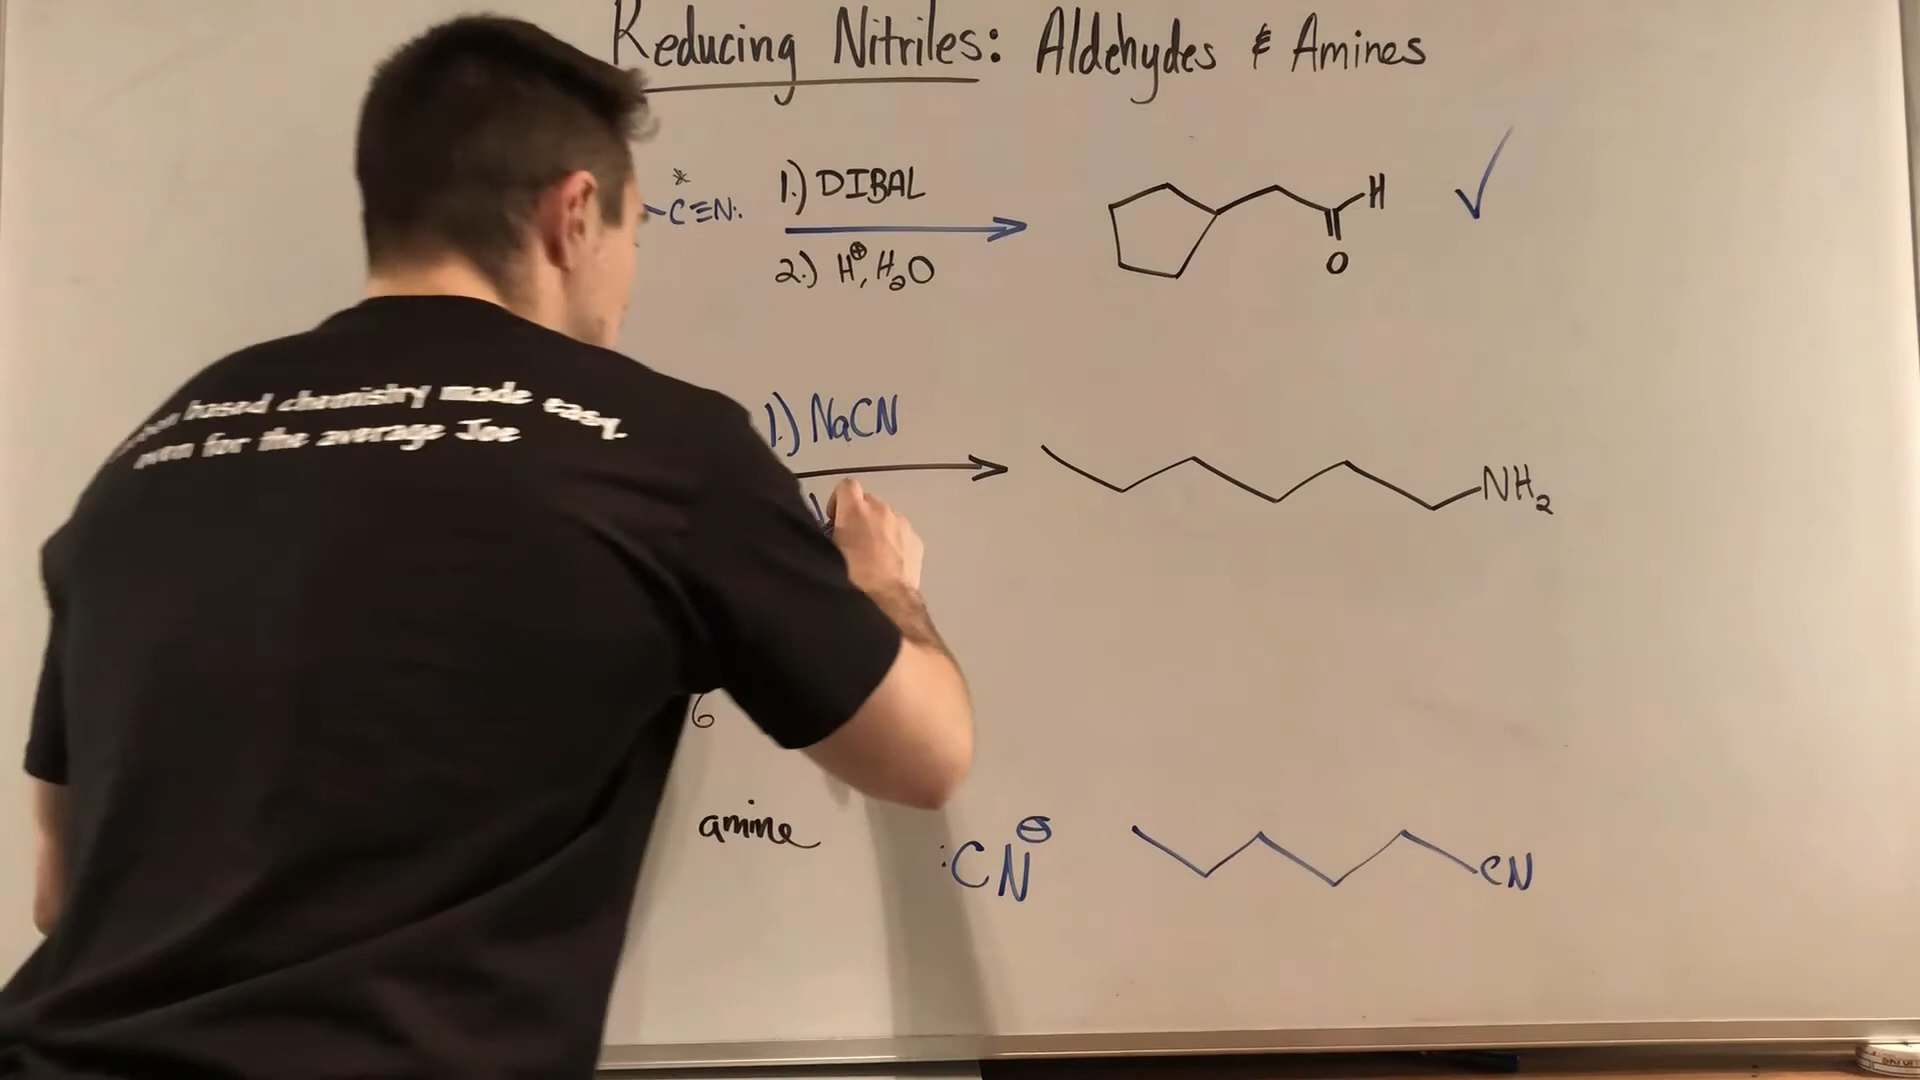 Reducing Nitriles: Aldehydes & Amines
*
C≡N:
1.) DIBAL
2.) H⊕, H₂O
H
O
✓
based chemistry made easy,
even for the average Joe
1.) NaCN
NH₂
6
amine
:CN⊖
CN